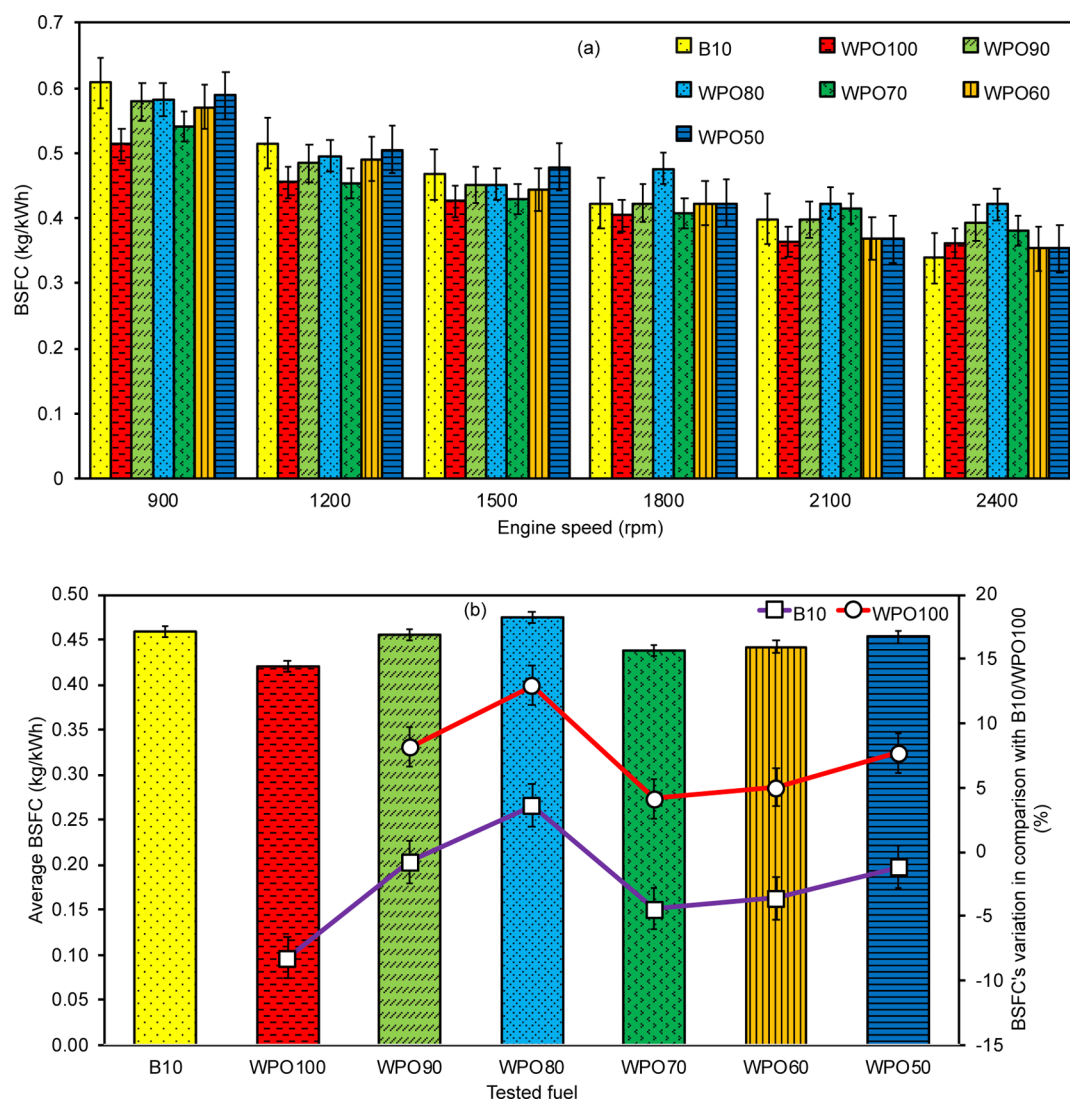 0.7
0.6
0.5
0.4
0.3
0.2
0.1
0
BSFC (kg/kWh)
(a)
B10 WPO100 WPO90
WPO80 WPO70 WPO60
WPO50
900 1200 1500 1800 2100 2400
Engine speed (rpm)
0.50
0.45
0.40
0.35
0.30
0.25
0.20
0.15
0.10
0.05
0.00
Average BSFC (kg/kWh)
(b)
B10 WPO100
20
15
10
5
0
-5
-10
-15
BSFC's variation in comparison with B10/WPO100
(%)
B10 WPO100 WPO90 WPO80 WPO70 WPO60 WPO50
Tested fuel